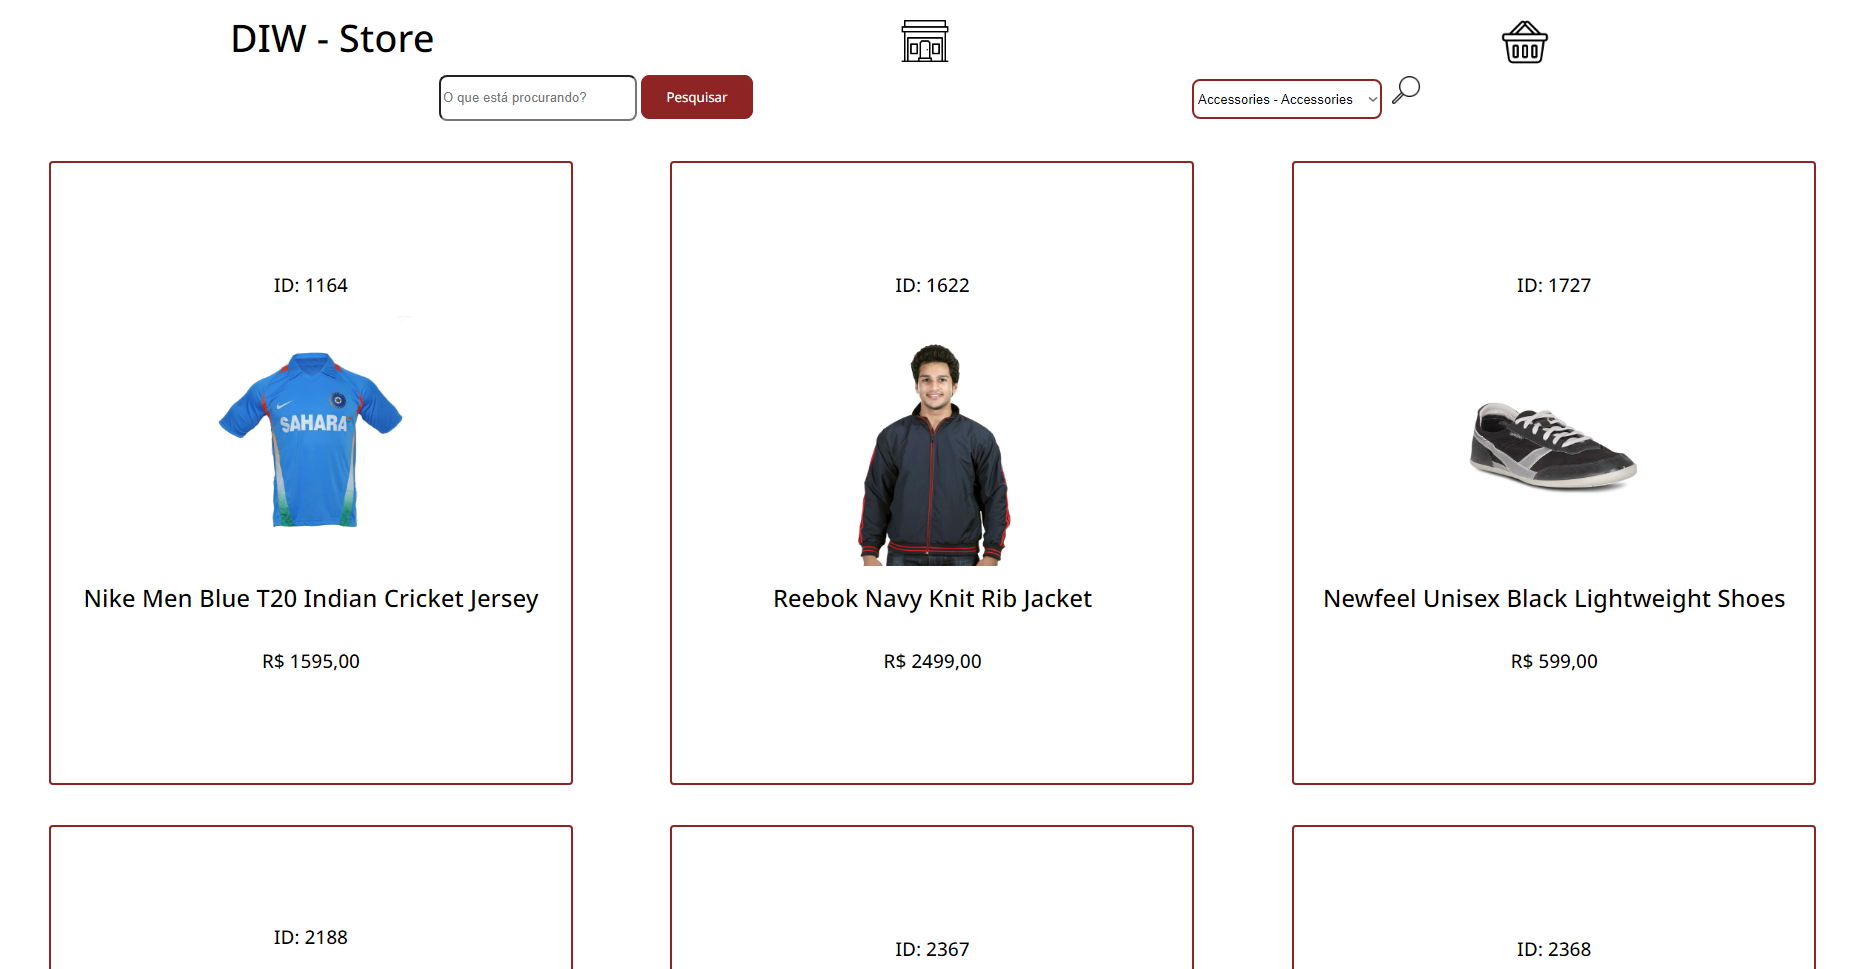 DIW - Store
O que está procurando?
Pesquisar
Accessories - Accessories
ID: 1164
ID: 1622
ID: 1727
SAHARA
Nike Men Blue T20 Indian Cricket Jersey
Reebok Navy Knit Rib Jacket
Newfeel Unisex Black Lightweight Shoes
R$ 1595,00
R$ 2499,00
R$ 599,00
ID: 2188
ID: 2367
ID: 2368